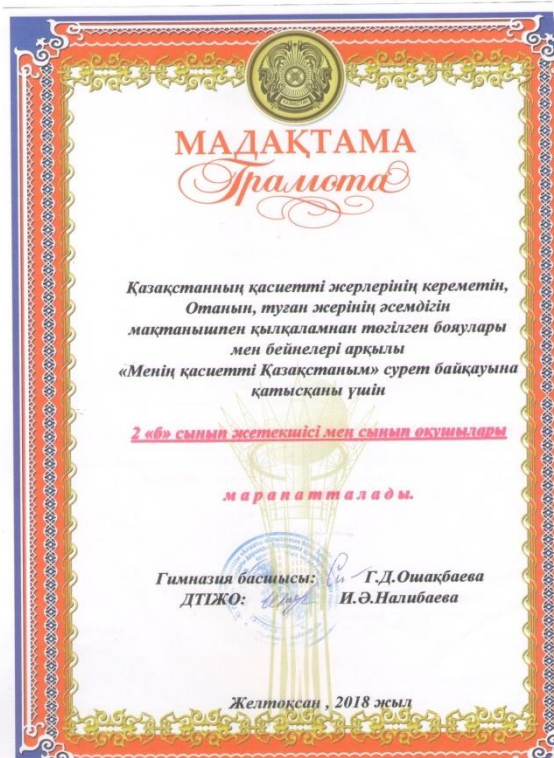 МАДАҚТАМА
Грамота
Қазақстанның қасиетті жерлерінің кереметін,
Отанын, туған жерінің әсемдігін
мақтанышпен қылқаламнан төгілген бояулары
мен бейнелері арқылы
«Менің қасиетті Қазақстаным» сурет байқауына
қатысқаны үшін
2 «б» сынып жетекшісі мен сынып оқушылары
марапатталады.
Гимназия басшысы: Г.Д.Ошақбаева
ДТІЖО: И.Ә.Налибаева
Желтоқсан , 2018 жыл